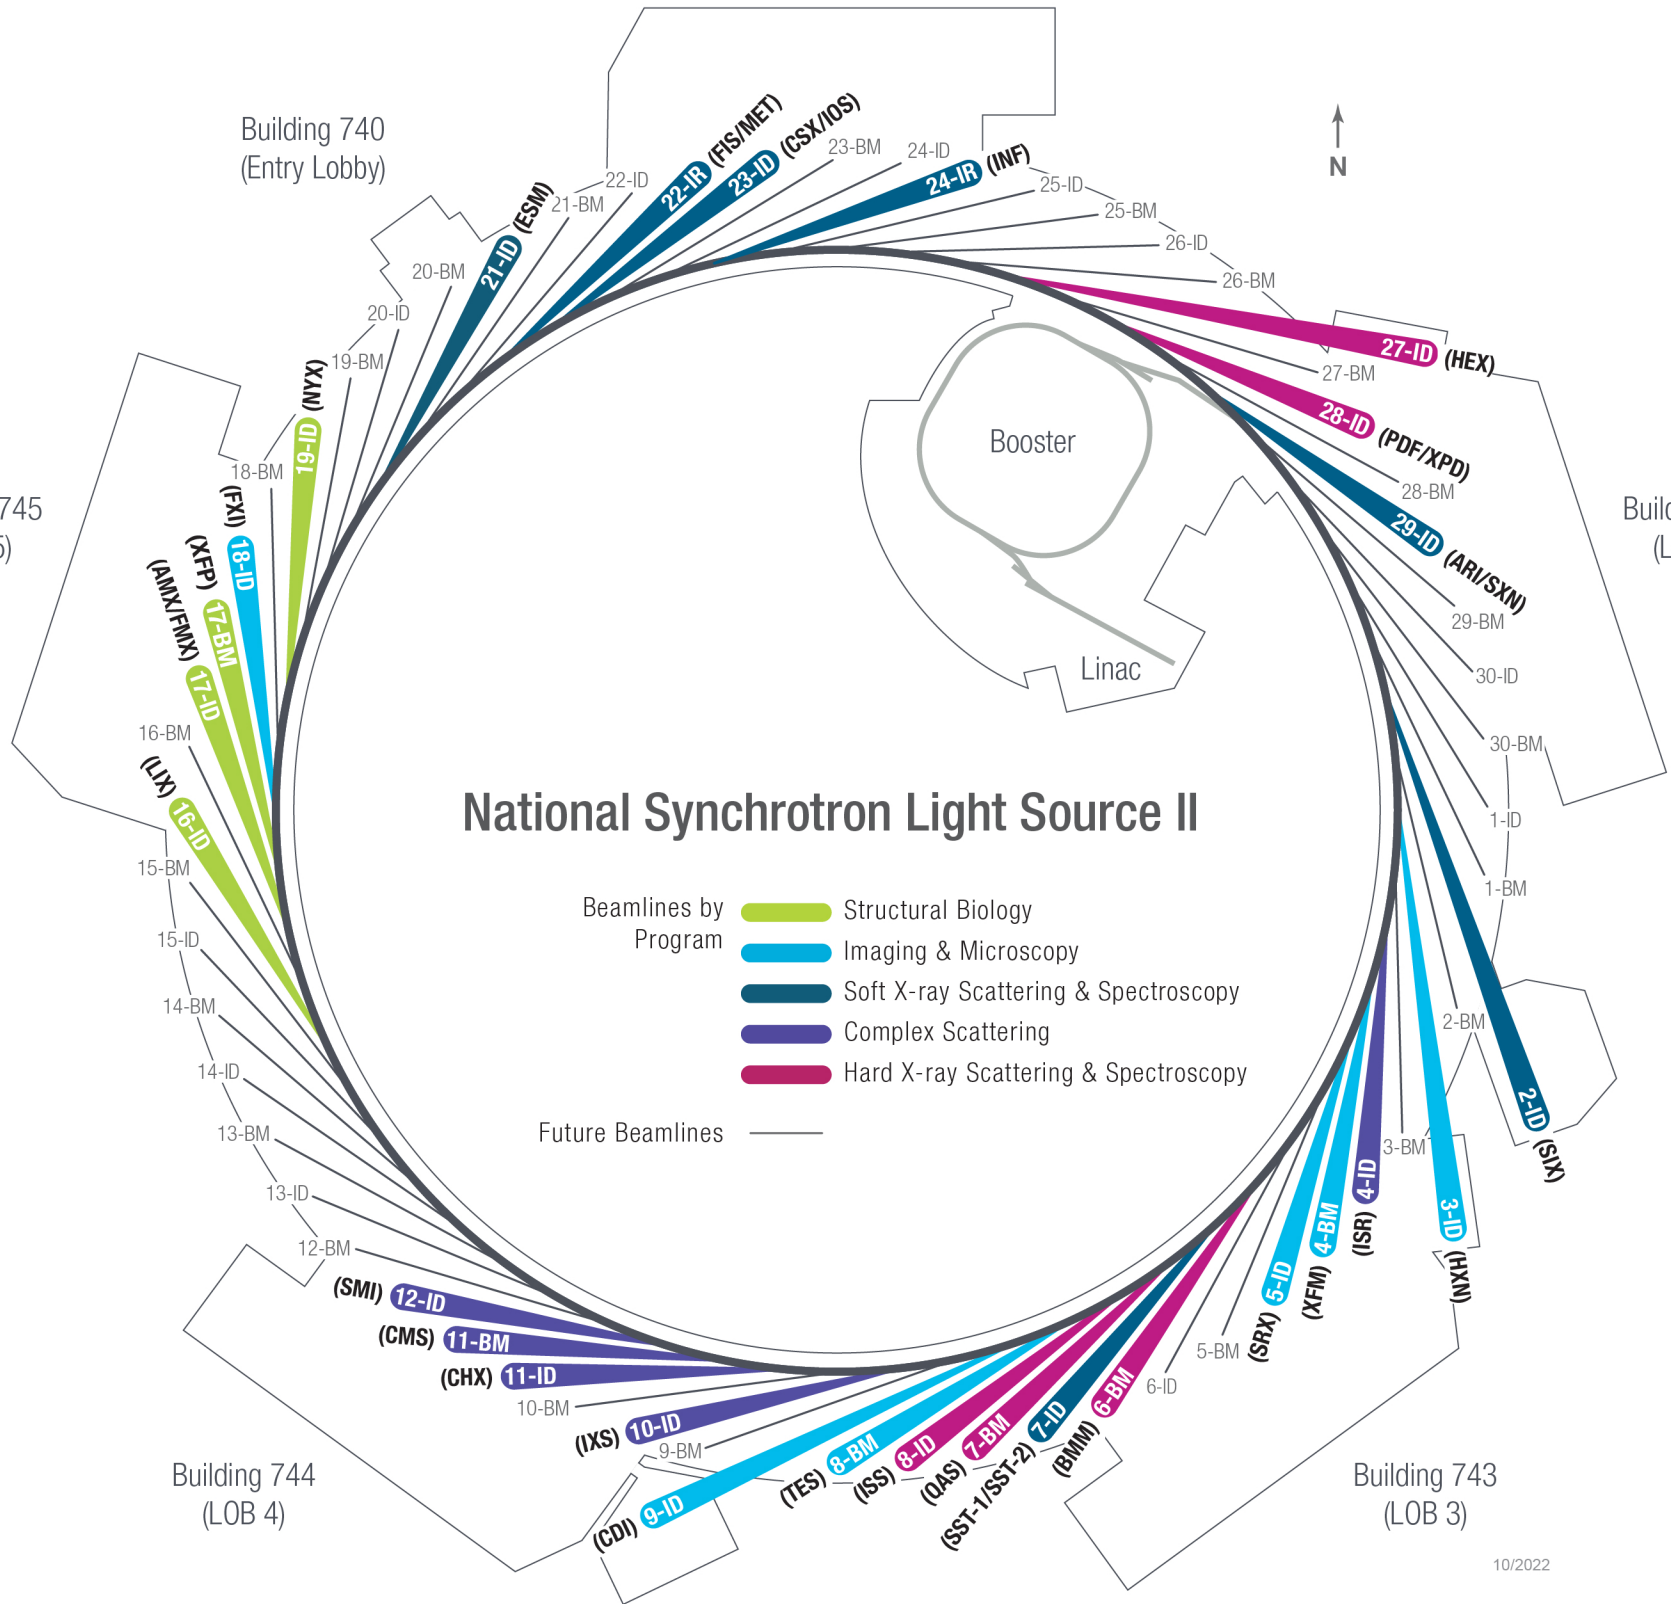 Building 740
(Entry Lobby)
22-IR (FIS/MET)
23-ID (CSX/IOS)
23-BM
24-ID
24-IR (INF)
25-ID
25-BM
26-ID
26-BM
N
27-ID (HEX)
27-BM
28-ID (PDF/XPD)
28-BM
29-ID (ARI/SXN)
29-BM
30-ID
30-BM
1-ID
1-BM
2-ID (SIX)
2-BM
3-ID (HXN)
3-BM
4-ID (ISR)
4-BM (XFM)
5-ID (SRX)
5-BM
6-ID
6-BM (BMM)
7-ID (SST-1/SST-2)
7-BM (QAS)
8-ID (ISS)
8-BM (TES)
9-ID (CDI)
9-BM
10-ID (IXS)
10-BM
11-ID (CHX)
11-BM (CMS)
12-ID (SMI)
12-BM
13-ID
13-BM
14-ID
14-BM
15-ID
15-BM
16-ID (LIX)
16-BM
17-ID (AMX/FMX)
17-BM (XFP)
18-ID (FXI)
18-BM
19-ID (NYX)
19-BM
20-ID
20-BM
21-ID (ESM)
21-BM
22-ID
745
5)
Booster
Linac
National Synchrotron Light Source II
Beamlines by
Program
Structural Biology
Imaging & Microscopy
Soft X-ray Scattering & Spectroscopy
Complex Scattering
Hard X-ray Scattering & Spectroscopy
Future Beamlines
Building 744
(LOB 4)
Building 743
(LOB 3)
10/2022